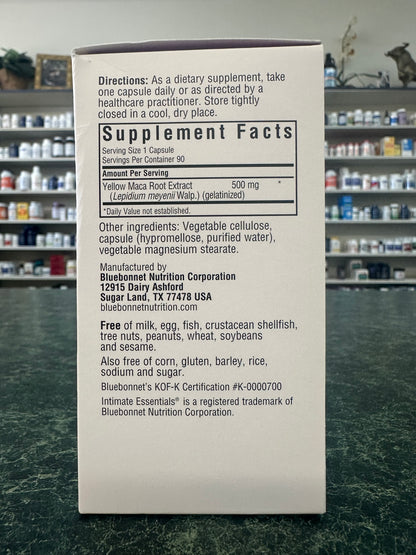 Directions: As a dietary supplement, take
one capsule daily or as directed by a
healthcare practitioner. Store tightly
closed in a cool, dry place.
Supplement Facts
Serving Size 1 Capsule
Servings Per Container 90
Amount Per Serving
Yellow Maca Root Extract 500 mg *
(Lepidium meyenii Walp.) (gelatinized)
*Daily Value not established.
Other ingredients: Vegetable cellulose,
capsule (hypromellose, purified water),
vegetable magnesium stearate.
Manufactured by
Bluebonnet Nutrition Corporation
12915 Dairy Ashford
Sugar Land, TX 77478 USA
bluebonnetnutrition.com
Free of milk, egg, fish, crustacean shellfish,
tree nuts, peanuts, wheat, soybeans
and sesame.
Also free of corn, gluten, barley, rice,
sodium and sugar.
Bluebonnet's KOF-K Certification #K-0000700
Intimate Essentials® is a registered trademark of
Bluebonnet Nutrition Corporation.